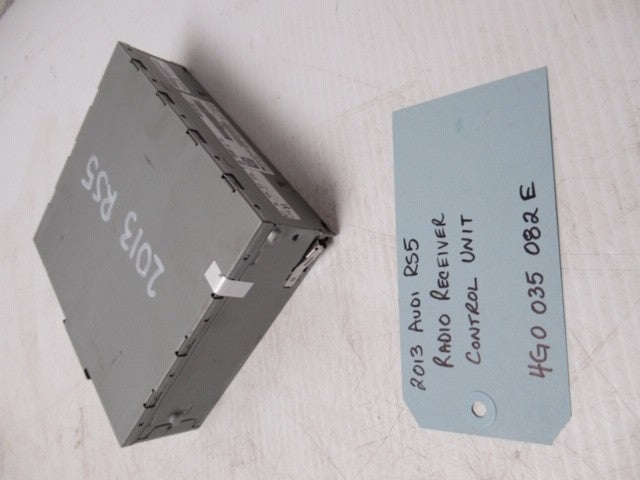 2013 RS5
2013 AUDI RS5
RADIO RECEIVER
CONTROL UNIT
4G0 035 082 E